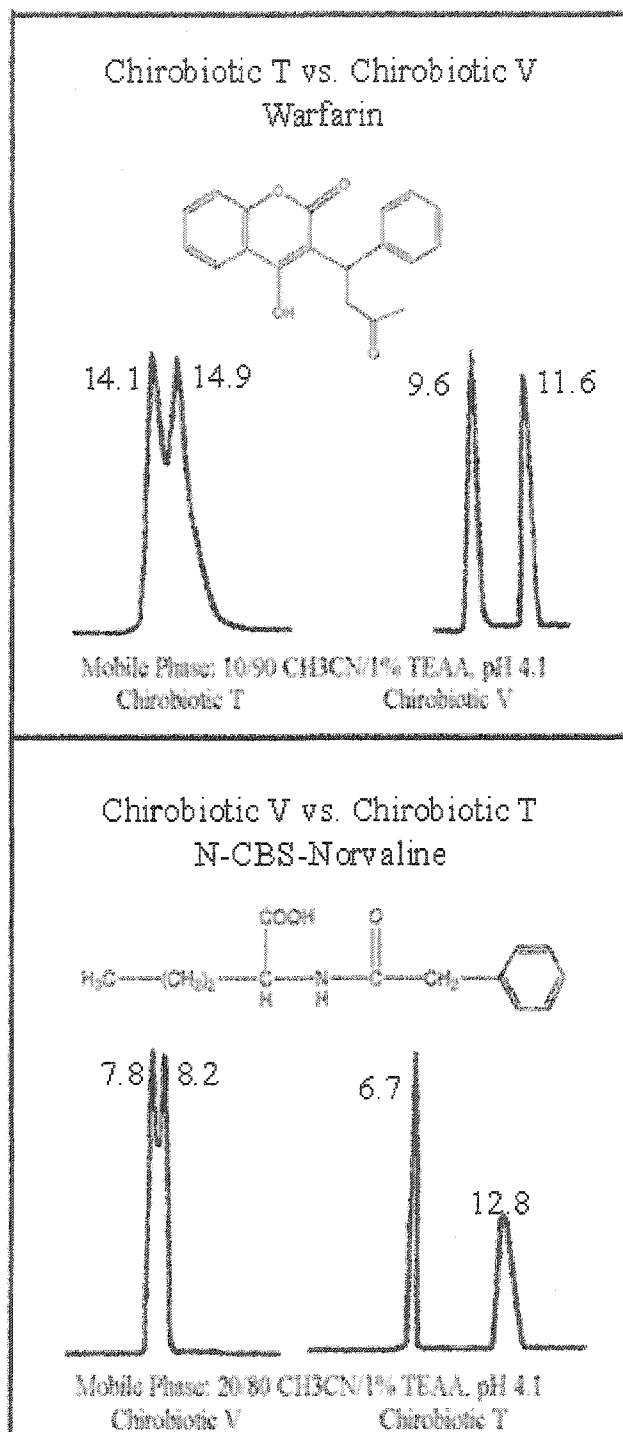 Chirobiotic T vs. Chirobiotic V
Warfarin
O
O
OH
O
14.1
14.9
9.6
11.6
Mobile Phase: 10/90 CH3CN/1% TEAA, pH 4.1
Chirobiotic T
Chirobiotic V
Chirobiotic V vs. Chirobiotic T
N-CBS-Norvaline
COOH
O
H₃C—(CH₂)₂—C—N—C—CH₂
H
H
7.8
8.2
6.7
12.8
Mobile Phase: 20/80 CH3CN/1% TEAA. pH 4.1
Chirobiotic V
Chirobiotic T